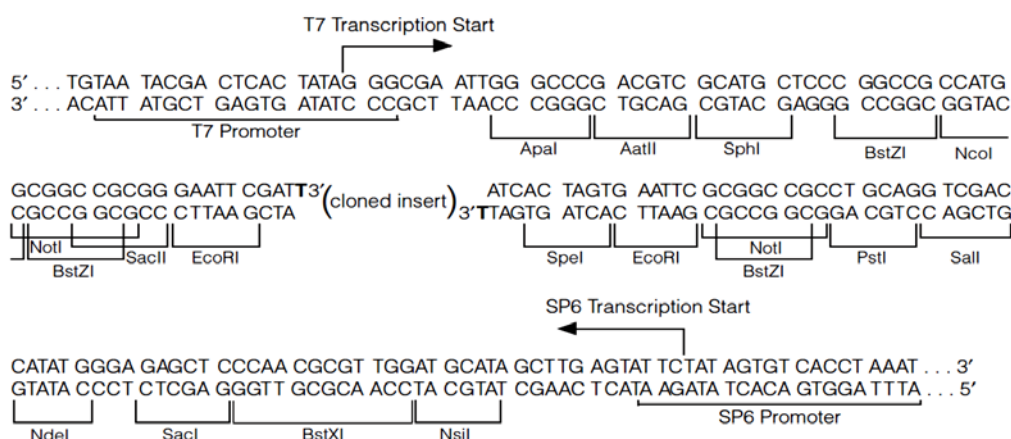 T7 Transcription Start
5′ . . . TGTAA TACGA CTCAC TATAG GGCGA ATTGG GCCCG ACGTC GCATG CTCCC GGCCG CCATG
3′ . . . ACATT ATGCT GAGTG ATATC CCGCT TAACC CGGGC TGCAG CGTAC GAGGG CCGGC GGTAC
T7 Promoter
ApaI AatII SphI BstZI NcoI
GCGGC CGCGG GAATT CGATT3′ (cloned insert) ATCAC TAGTG AATTC GCGGC CGCCT GCAGG TCGAC
CGCCG GCGCC CTTAA GCTA 3′TTAGTG ATCAC TTAAG CGCCG GCGGA CGTCC AGCTG
NotI SacII EcoRI SpeI EcoRI NotI PstI SalI
BstZI BstZI
SP6 Transcription Start
CATAT GGGA GAGCT CCCAA CGCGT TGGAT GCATA GCTTG AGTAT TCTAT AGTGT CACCT AAAT . . . 3′
GTATA CCCT CTCGA GGGTT GCGCA ACCTA CGTAT CGAAC TCATA AGATA TCACA GTGGA TTTA . . . 5′
NdeI SacI BstXI NsiI SP6 Promoter